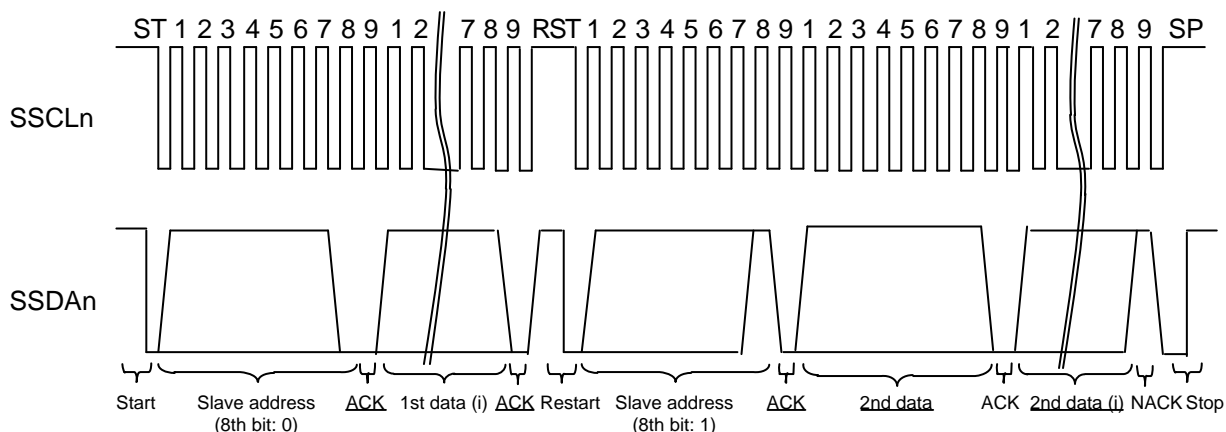 ST 1 2 3 4 5 6 7 8 9 1 2 7 8 9 RST 1 2 3 4 5 6 7 8 9 1 2 3 4 5 6 7 8 9 1 2 7 8 9 SP
SSCLn
SSDAn
Start Slave address ACK 1st data (i) ACK Restart Slave address ACK 2nd data ACK 2nd data (i) NACK Stop
(8th bit: 0) (8th bit: 1)